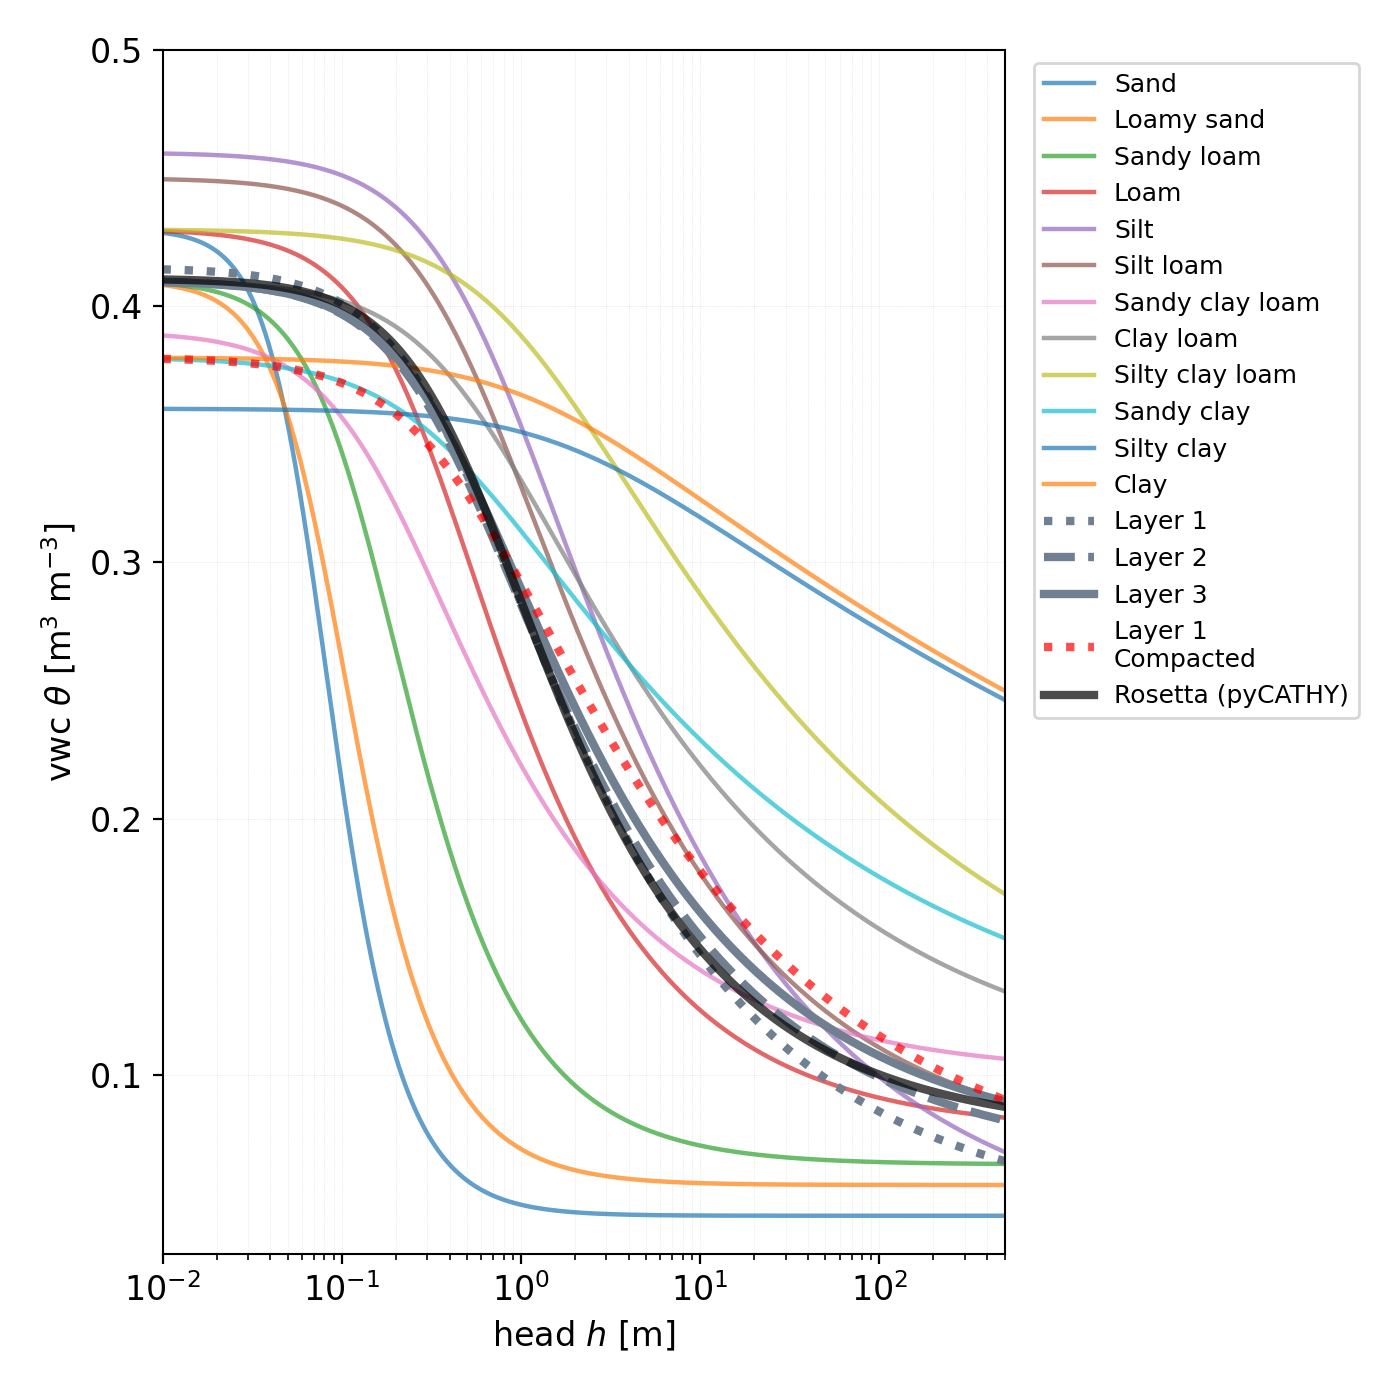 0.5
0.4
0.3
0.2
0.1
vwc θ [m³ m⁻³]
10⁻² 10⁻¹ 10⁰ 10¹ 10²
head h [m]
Sand
Loamy sand
Sandy loam
Loam
Silt
Silt loam
Sandy clay loam
Clay loam
Silty clay loam
Sandy clay
Silty clay
Clay
Layer 1
Layer 2
Layer 3
Layer 1
Compacted
Rosetta (pyCATHY)